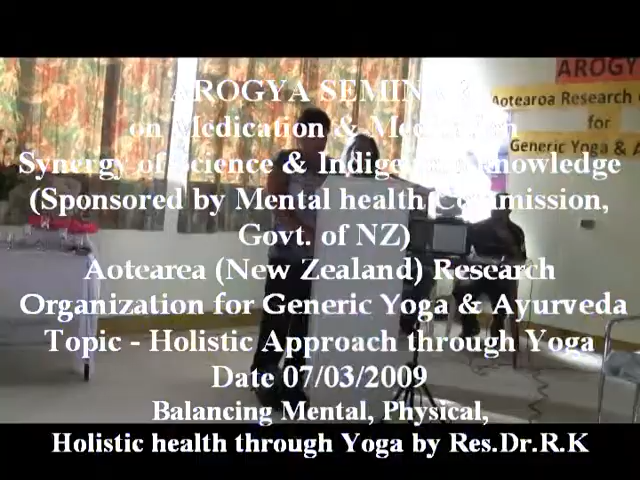 AROGYA SEMIN
on Medication &
Synergy of Science & Indigenous Knowledge
(Sponsored by Mental health Commission,
Govt. of NZ)
Aotearea (New Zealand) Research
Organization for Generic Yoga & Ayurveda
Topic - Holistic Approach through Yoga
Date 07/03/2009
Balancing Mental, Physical,
Holistic health through Yoga by Res.Dr.R.K
AROGY
Aotearoa Research
for
Generic Yoga & A